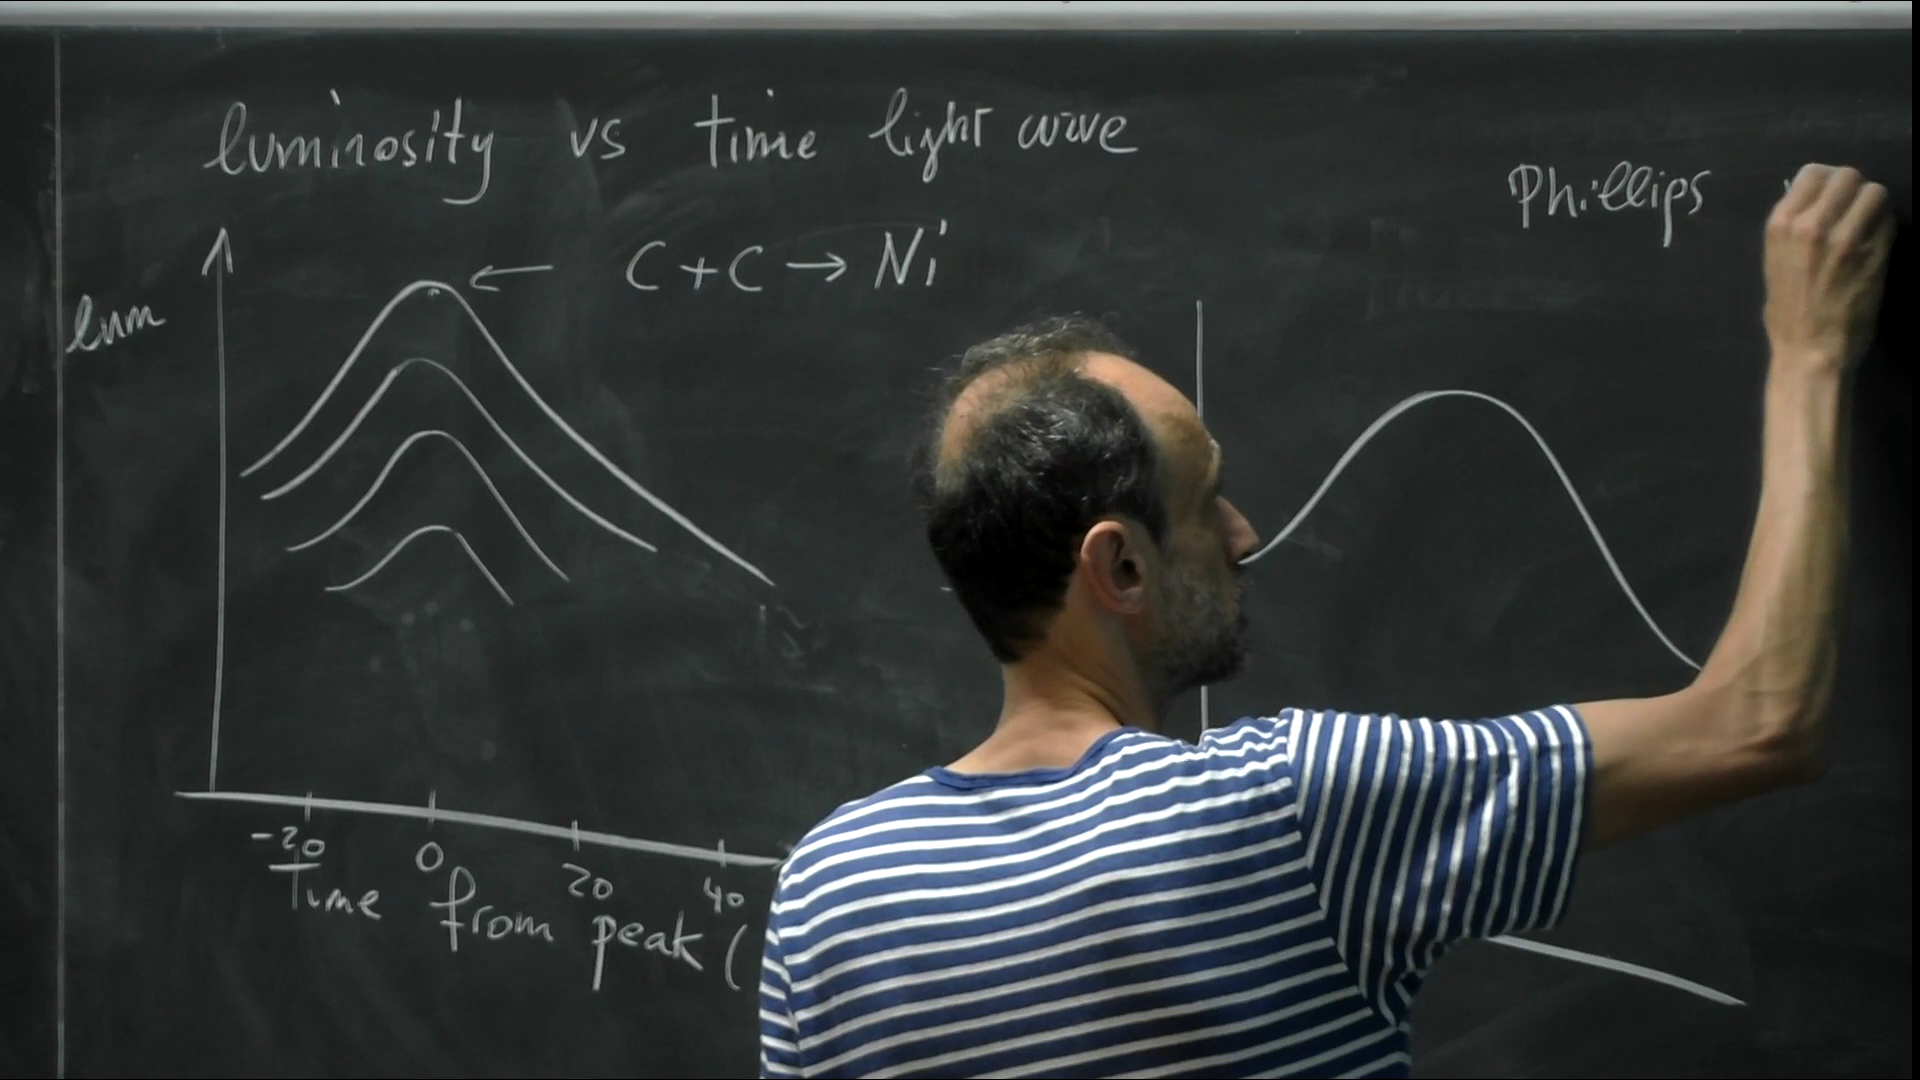 luminosity vs time light curve
Phillips
C + C → Ni
lum
-20 0 20 40
Time from peak (